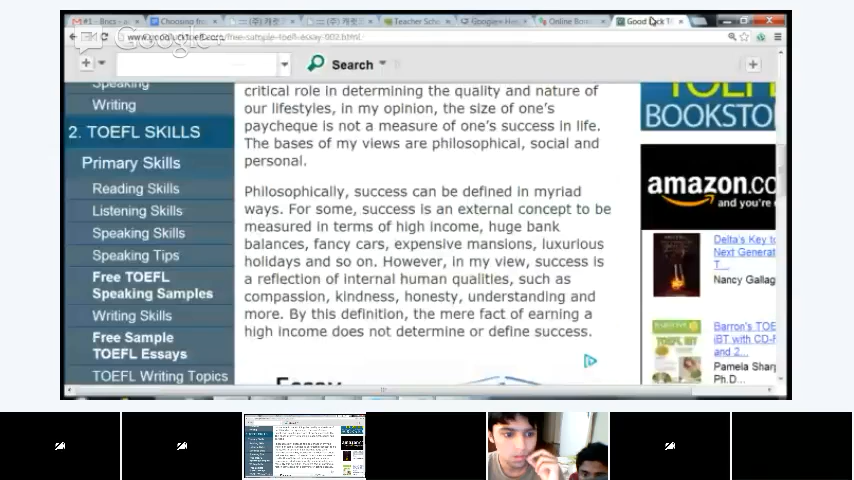 Choosing
(주)
(주)
Teacher
Google+
Online
Good Luck
Google
Search
Speaking
Writing
2. TOEFL SKILLS
Primary Skills
Reading Skills
Listening Skills
Speaking Skills
Speaking Tips
Free TOEFL
Speaking Samples
Writing Skills
Free Sample
TOEFL Essays
TOEFL Writing Topics
critical role in determining the quality and nature of
our lifestyles, in my opinion, the size of one's
paycheque is not a measure of one's success in life.
The bases of my views are philosophical, social and
personal.
Philosophically, success can be defined in myriad
ways. For some, success is an external concept to be
measured in terms of high income, huge bank
balances, fancy cars, expensive mansions, luxurious
holidays and so on. However, in my view, success is
a reflection of internal human qualities, such as
compassion, kindness, honesty, understanding and
more. By this definition, the mere fact of earning a
high income does not determine or define success.
Essay
TOEFL
BOOKSTO
amazon.co
and you're
Delta's Key to
Next Generat
T...
Nancy Gallag
Barron's TOE
iBT with CD-R
and 2...
Pamela Sharp
Ph.D...